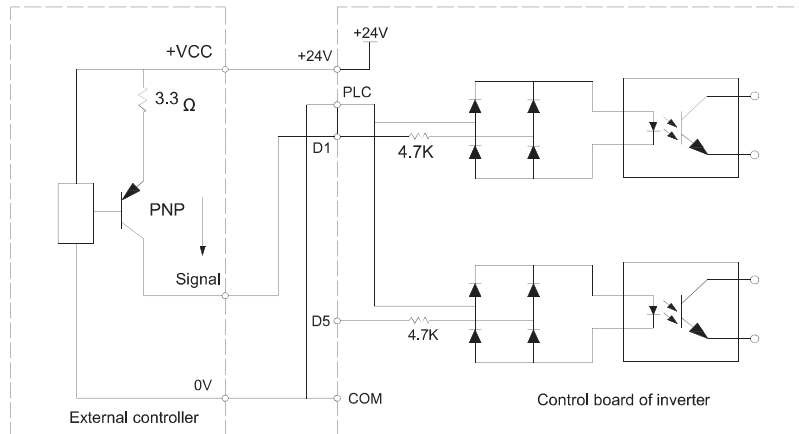 +24V
+VCC
+24V
3.3 Ω
PLC
D1
4.7K
PNP
Signal
D5
4.7K
0V
COM
External controller
Control board of inverter